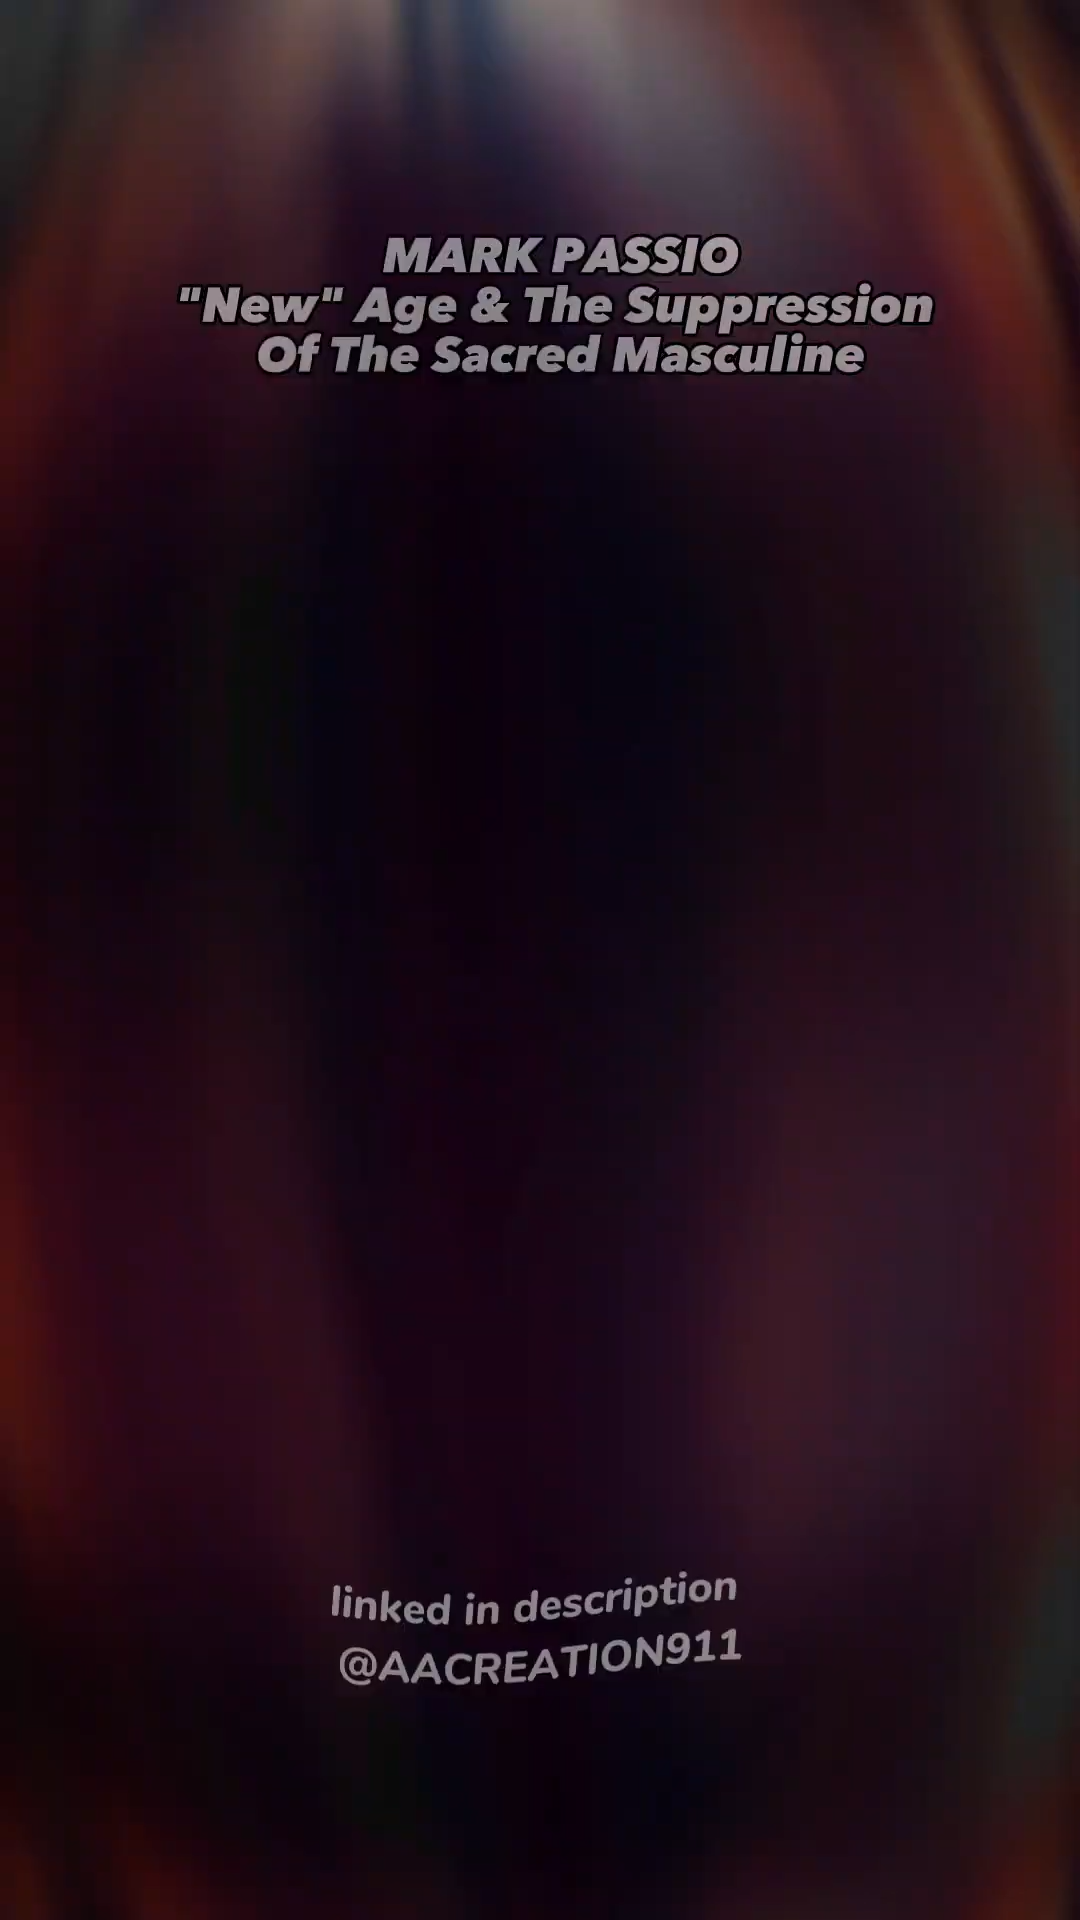 MARK PASSIO
"New" Age & The Suppression
Of The Sacred Masculine
linked in description
@AACREATION911